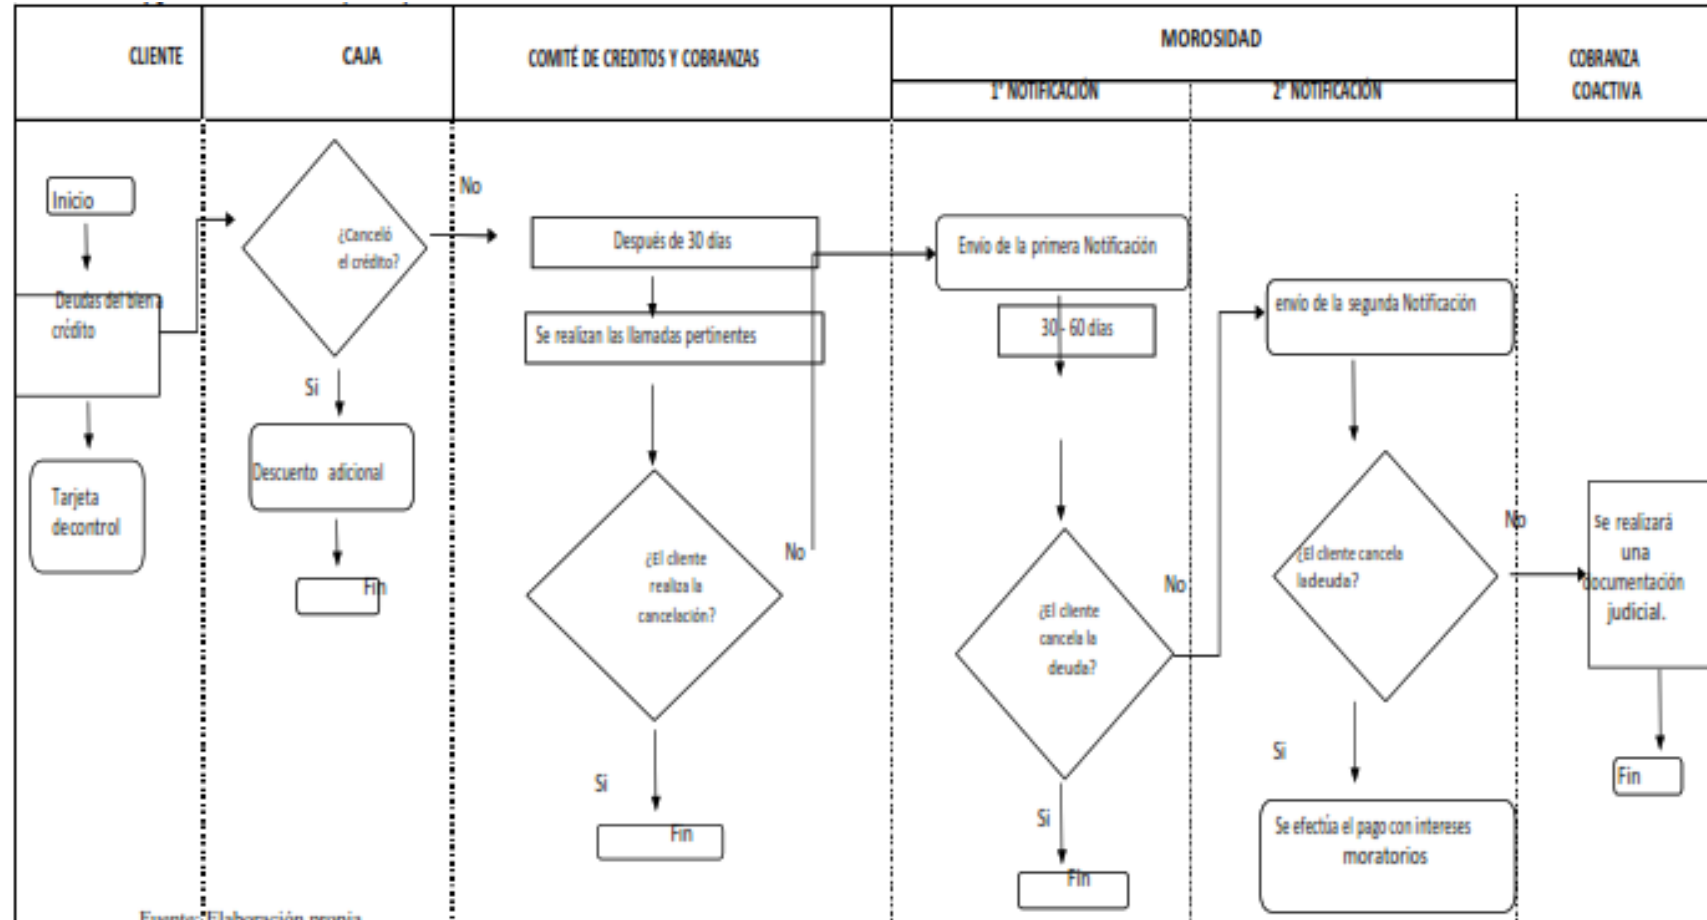 CLIENTE
CAJA
COMITÉ DE CREDITOS Y COBRANZAS
MOROSIDAD
1° NOTIFICACIÓN
2° NOTIFICACIÓN
COBRANZA
COACTIVA
Inicio
Deudas del bien a
crédito
Tarjeta
decontrol
¿Canceló
el crédito?
No
Si
Descuento adicional
Fin
Después de 30 días
Se realizan las llamadas pertinentes
¿El cliente
realiza la
cancelación?
No
Si
Fin
Envío de la primera Notificación
30 - 60 días
¿El cliente
cancela la
deuda?
No
Si
Fin
envío de la segunda Notificación
¿El cliente cancela
ladeuda?
No
Si
Se efectúa el pago con intereses
moratorios
Se realizará
una
documentación
judicial.
Fin
Fuente: Elaboración propia